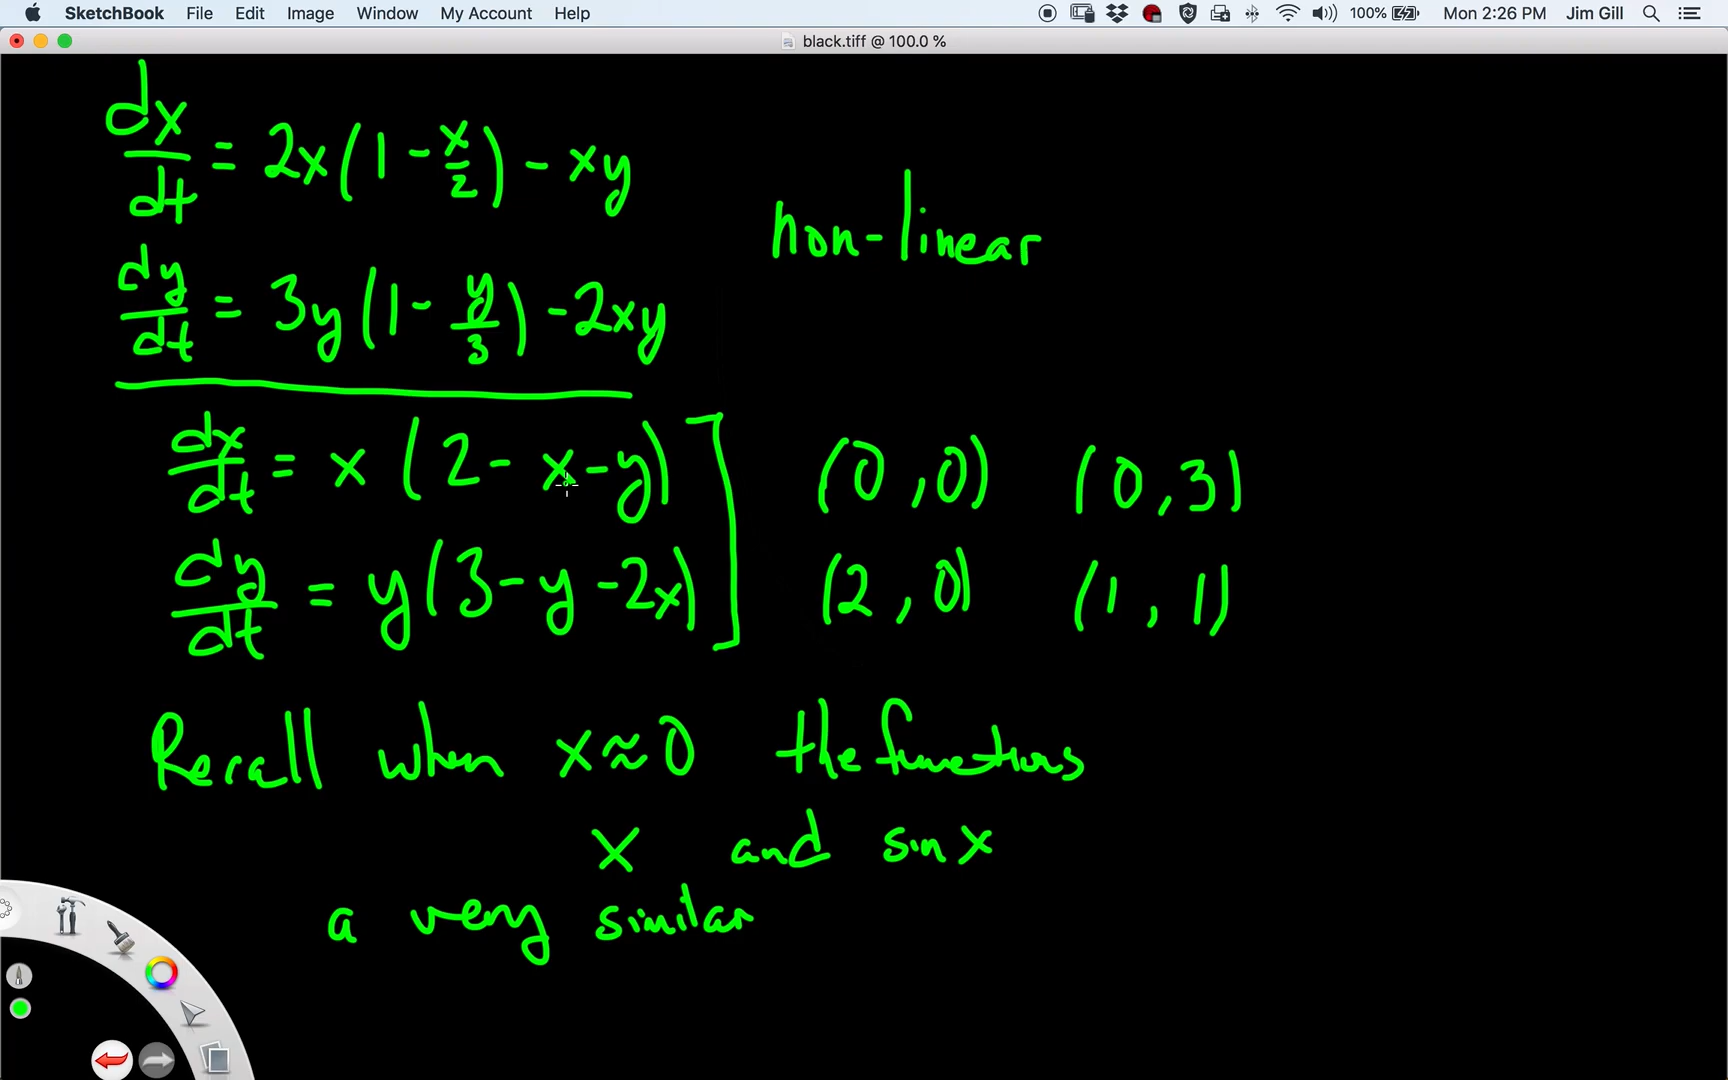 SketchBook File Edit Image Window My Account Help 100% Mon 2:26 PM Jim Gill
black.tiff @ 100.0 %
dx/dt = 2x(1 - x/2) - xy
non-linear
dy/dt = 3y(1 - y/3) - 2xy
dx/dt = x(2 - x - y) (0,0) (0,3)
dy/dt = y(3 - y - 2x) (2,0) (1,1)
Recall when x≈0 the functions
x and sin x
a very similar